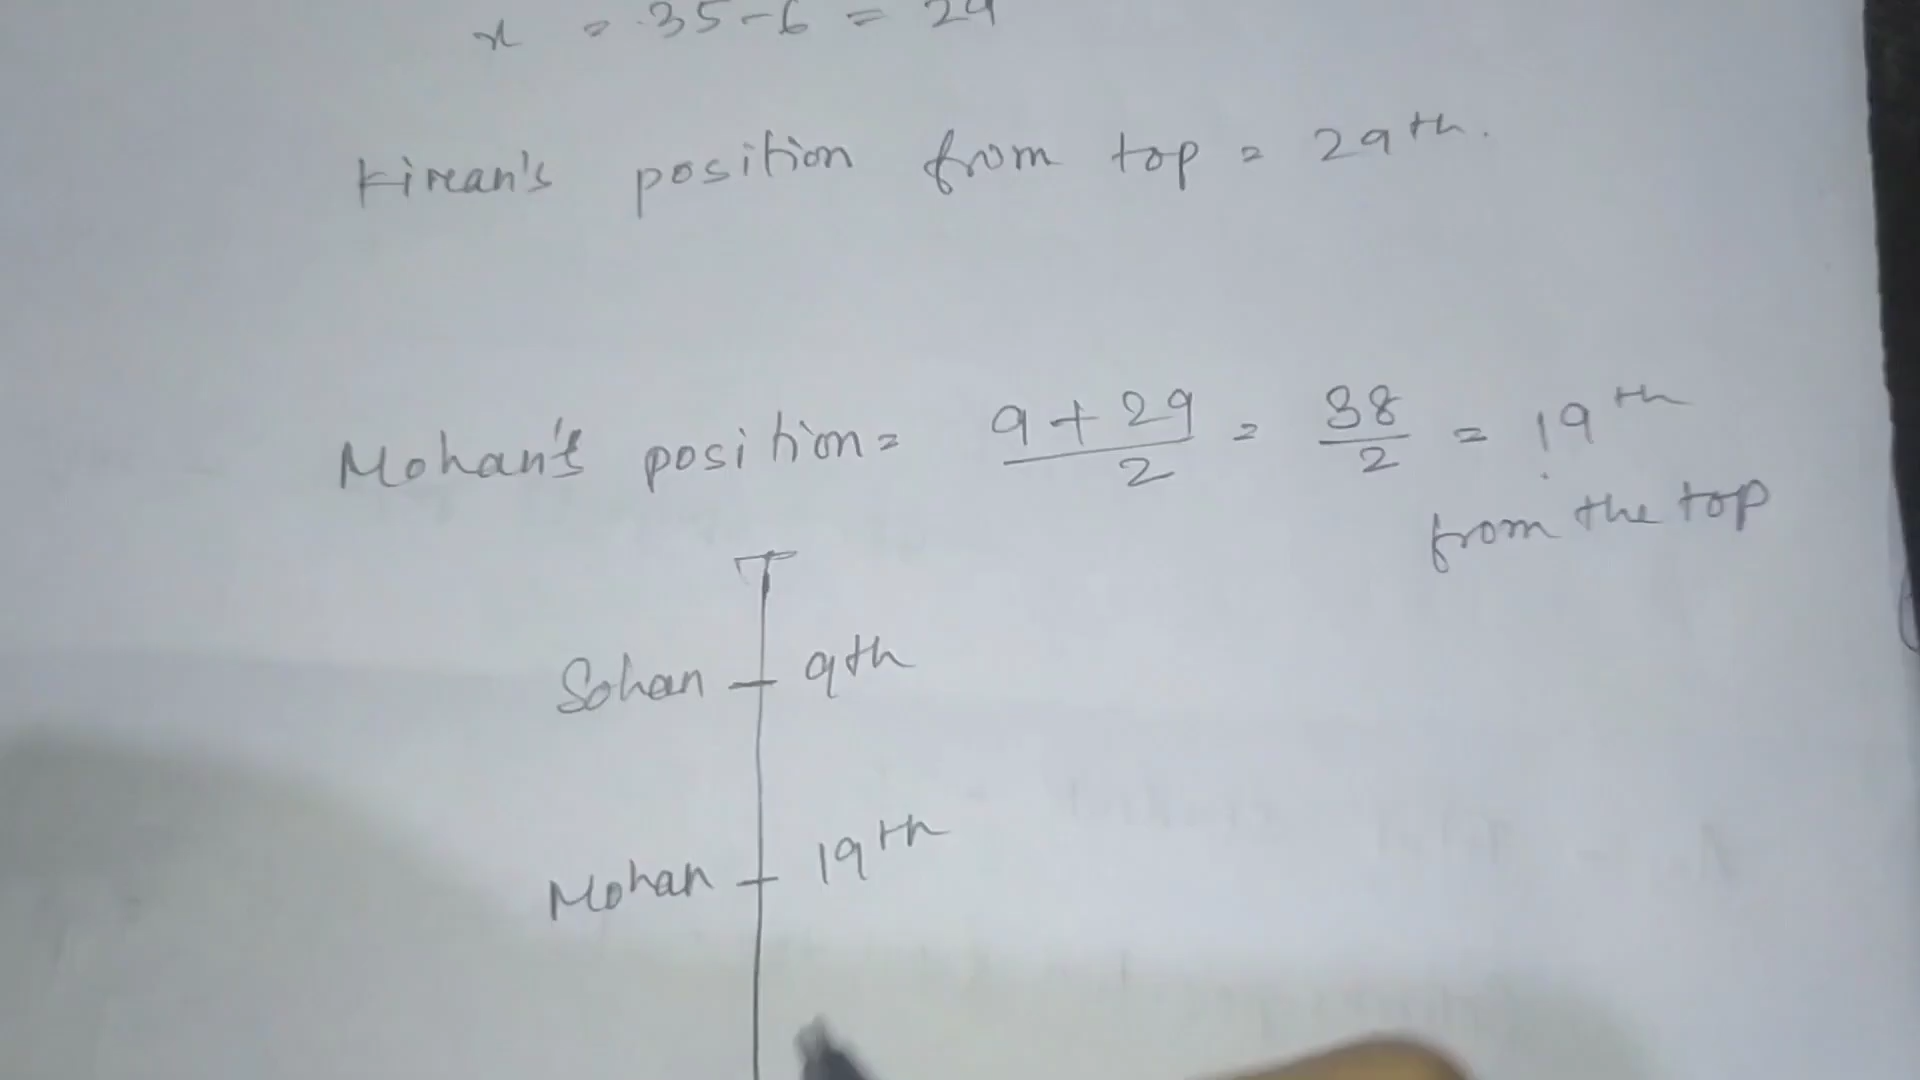 x = 35-6 = 29
Kiran's position from top = 29th.
Mohan's position = 9+29/2 = 38/2 = 19th
from the top
T
Sohan 9th
Mohan 19th